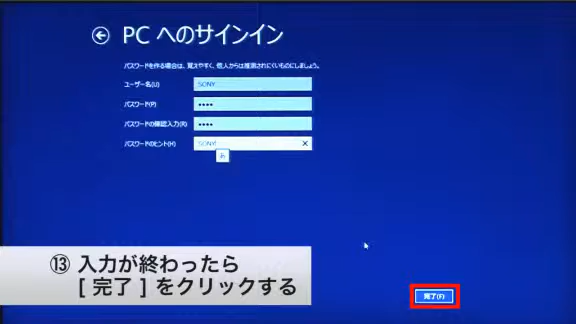 PC へのサインイン
パスワードを作る場合は、覚えやすく、他人からは推測されにくいものにしましょう。
ユーザー名(U) SONY
パスワード(P) ••••
パスワードの確認入力(R) ••••
パスワードのヒント(H) SONY ×
あ
⑬ 入力が終わったら
[ 完了 ] をクリックする
完了(F)